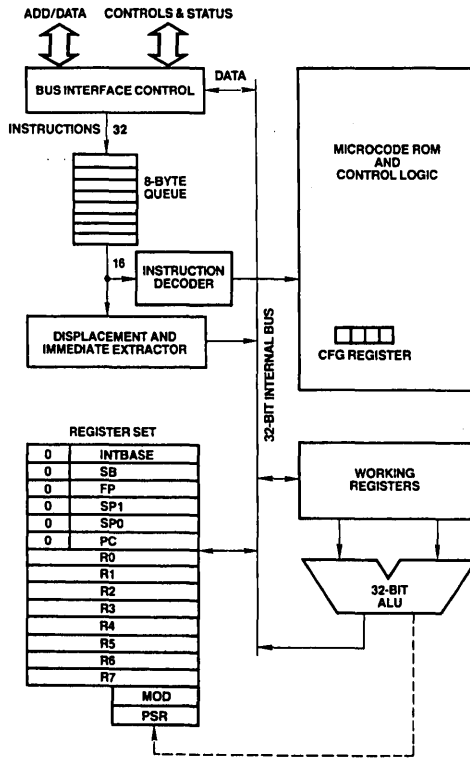 ADD/DATA
CONTROLS & STATUS
BUS INTERFACE CONTROL
DATA
INSTRUCTIONS 32
8-BYTE
QUEUE
16
INSTRUCTION
DECODER
DISPLACEMENT AND
IMMEDIATE EXTRACTOR
32-BIT INTERNAL BUS
MICROCODE ROM
AND
CONTROL LOGIC
CFG REGISTER
REGISTER SET
0 INTBASE
0 SB
0 FP
0 SP1
0 SP0
0 PC
R0
R1
R2
R3
R4
R5
R6
R7
MOD
PSR
WORKING
REGISTERS
32-BIT
ALU